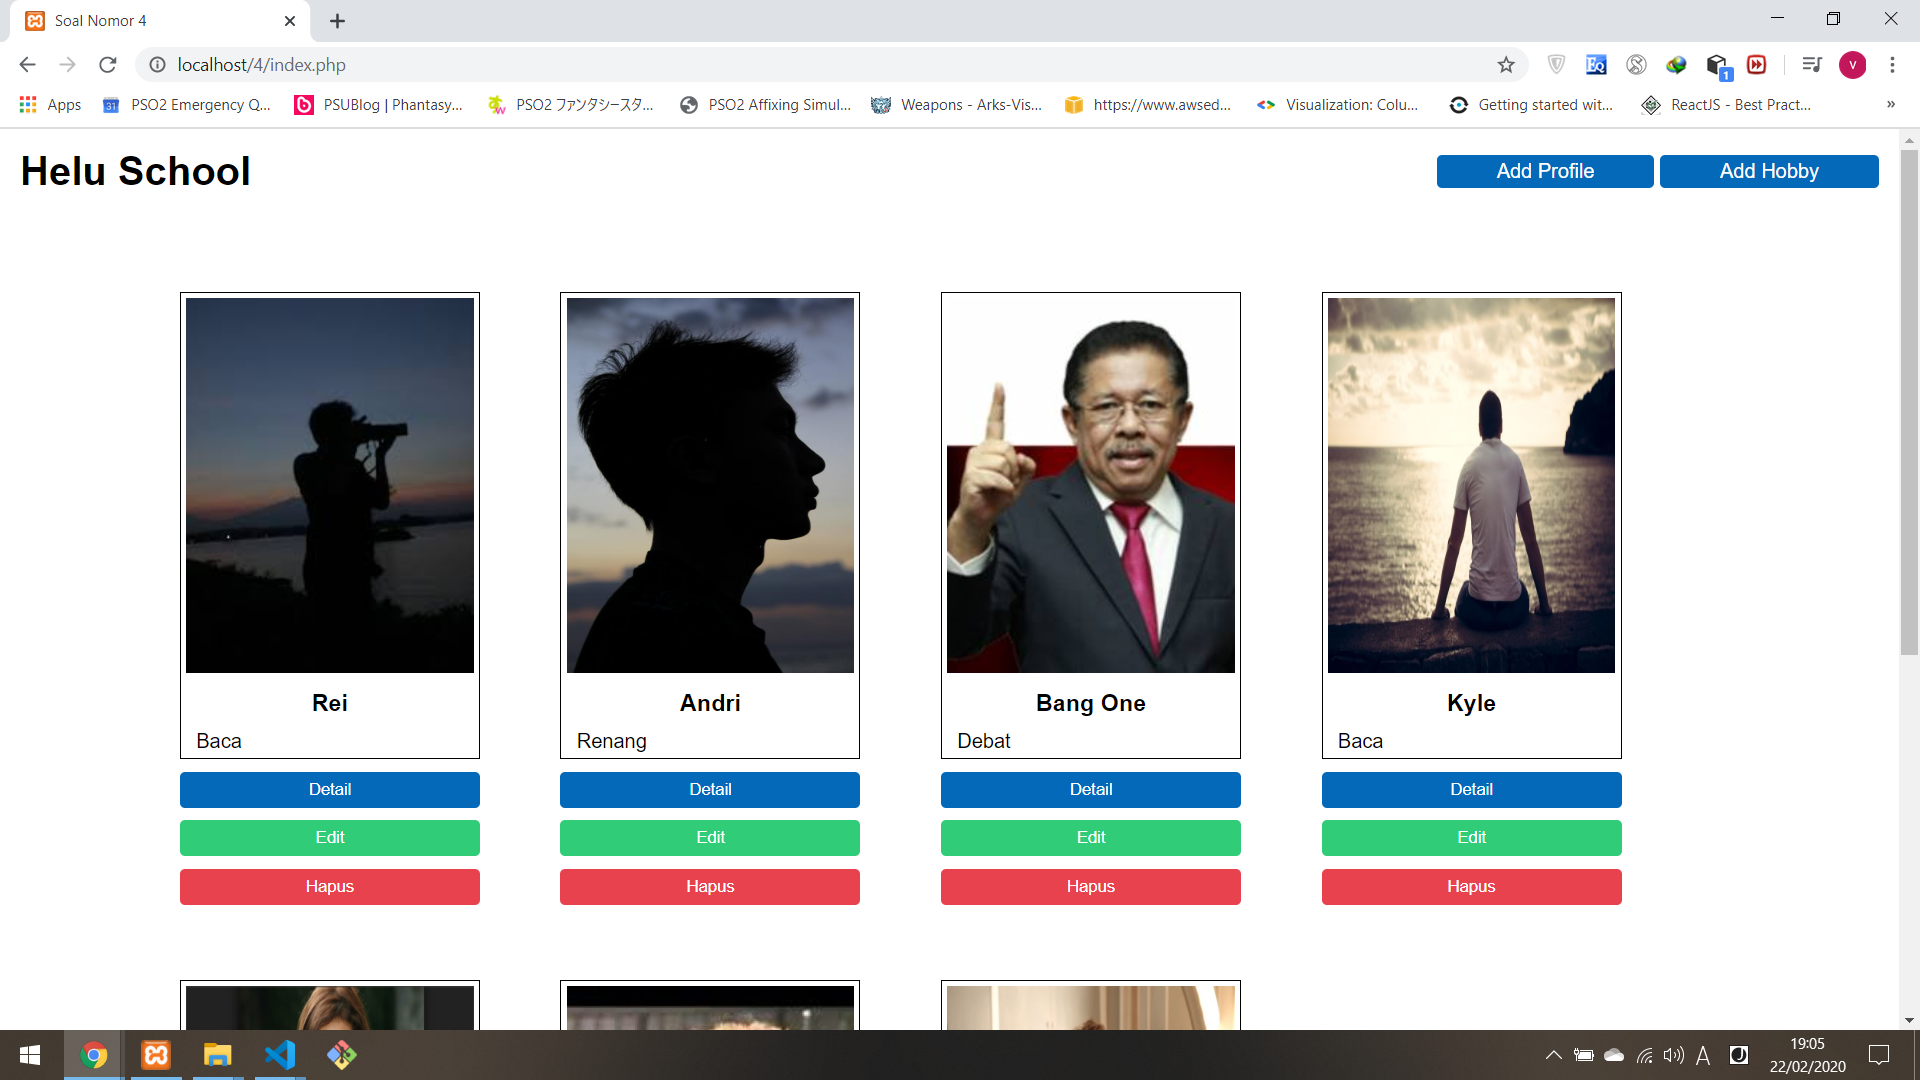 Soal Nomor 4
localhost/4/index.php
Apps
PSO2 Emergency Q...
PSUBlog | Phantasy...
PSO2 ファンタシースタ...
PSO2 Affixing Simul...
Weapons - Arks-Vis...
https://www.awsed...
Visualization: Colu...
Getting started wit...
ReactJS - Best Pract...
»
Helu School
Add Profile
Add Hobby
Rei
Andri
Bang One
Kyle
Baca
Renang
Debat
Baca
Detail
Detail
Detail
Detail
Edit
Edit
Edit
Edit
Hapus
Hapus
Hapus
Hapus
19:05
22/02/2020